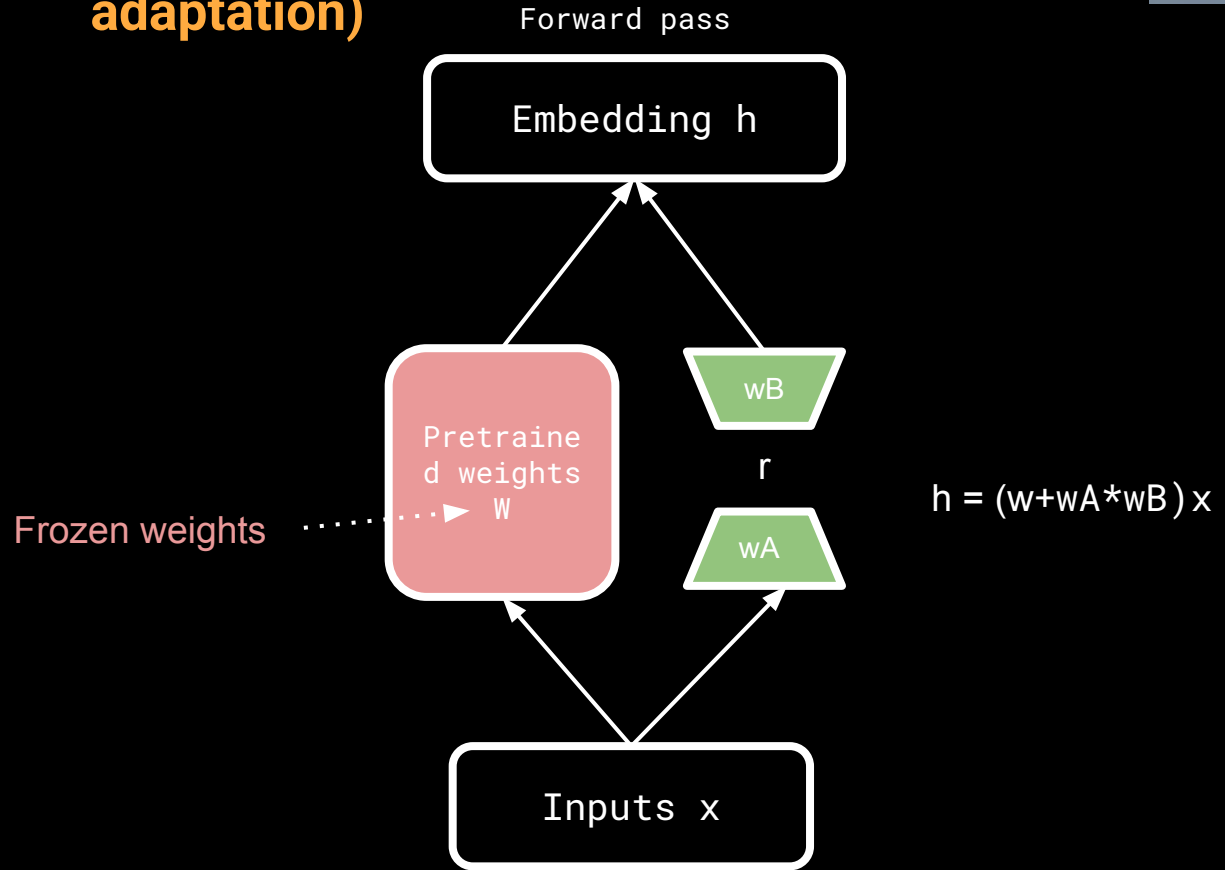 adaptation)
Forward pass
Embedding h
Pretraine
d weights
W
wB
r
wA
h = (w+wA*wB)x
Frozen weights
Inputs x